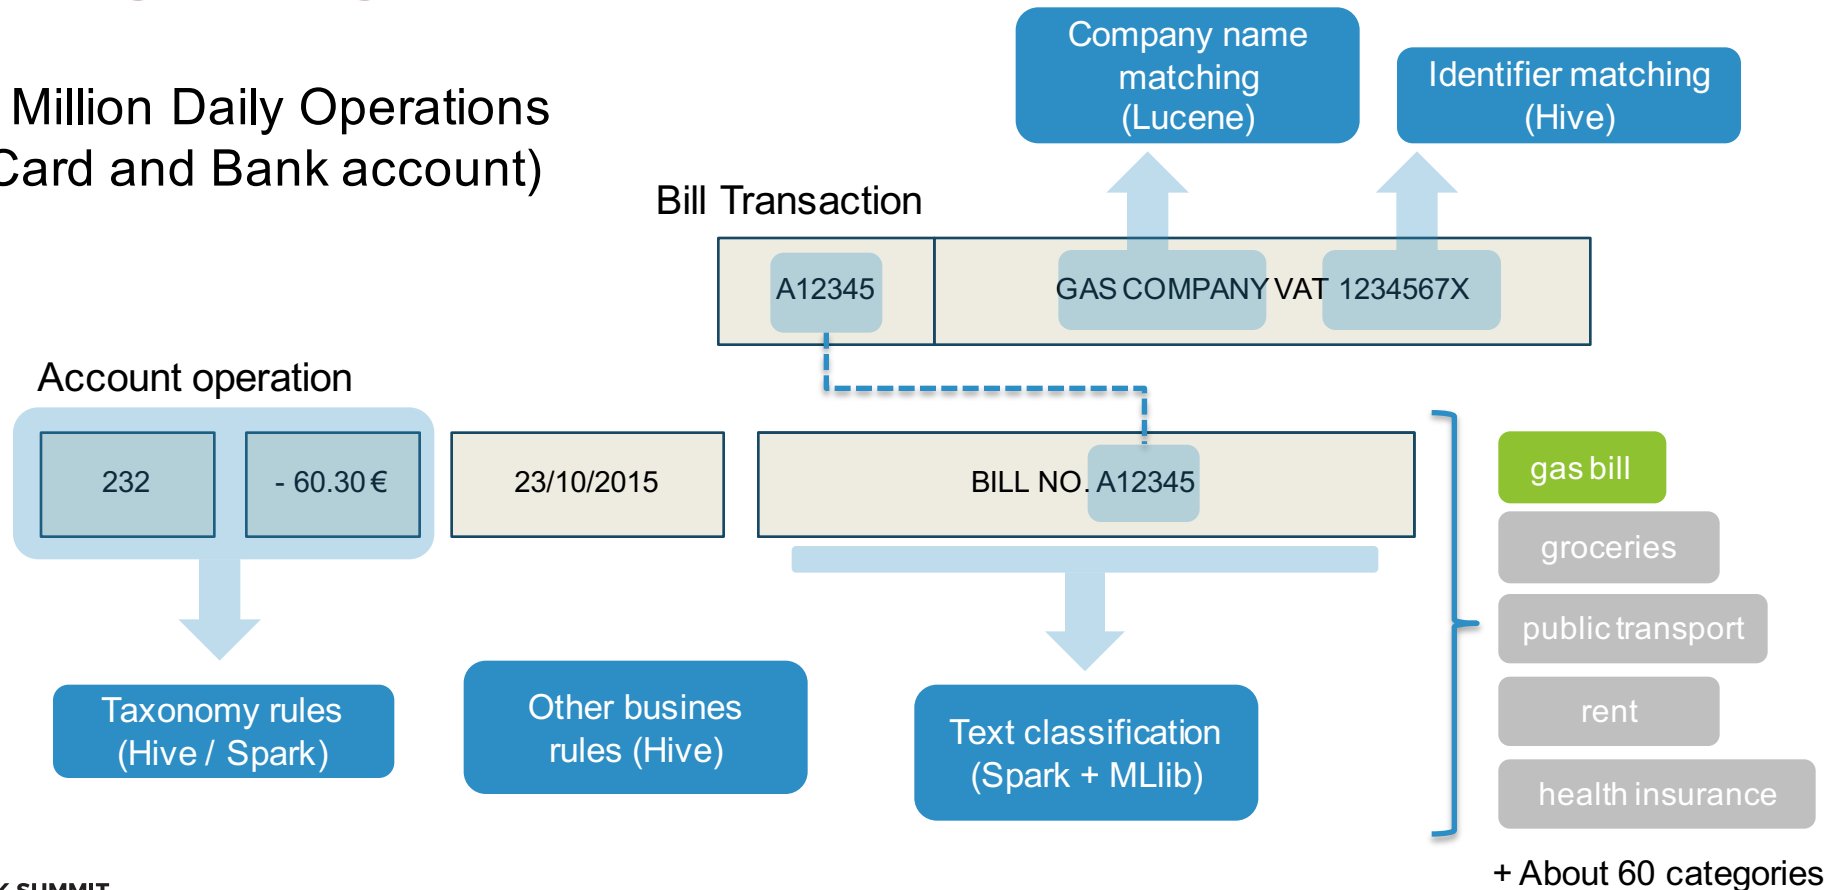 Million Daily Operations
Card and Bank account)
Company name
matching
(Lucene)
Identifier matching
(Hive)
Bill Transaction
A12345
GAS COMPANY VAT 1234567X
Account operation
232
- 60.30 €
23/10/2015
BILL NO. A12345
gas bill
groceries
public transport
rent
health insurance
+ About 60 categories
Taxonomy rules
(Hive / Spark)
Other busines
rules (Hive)
Text classification
(Spark + MLlib)
SUMMIT